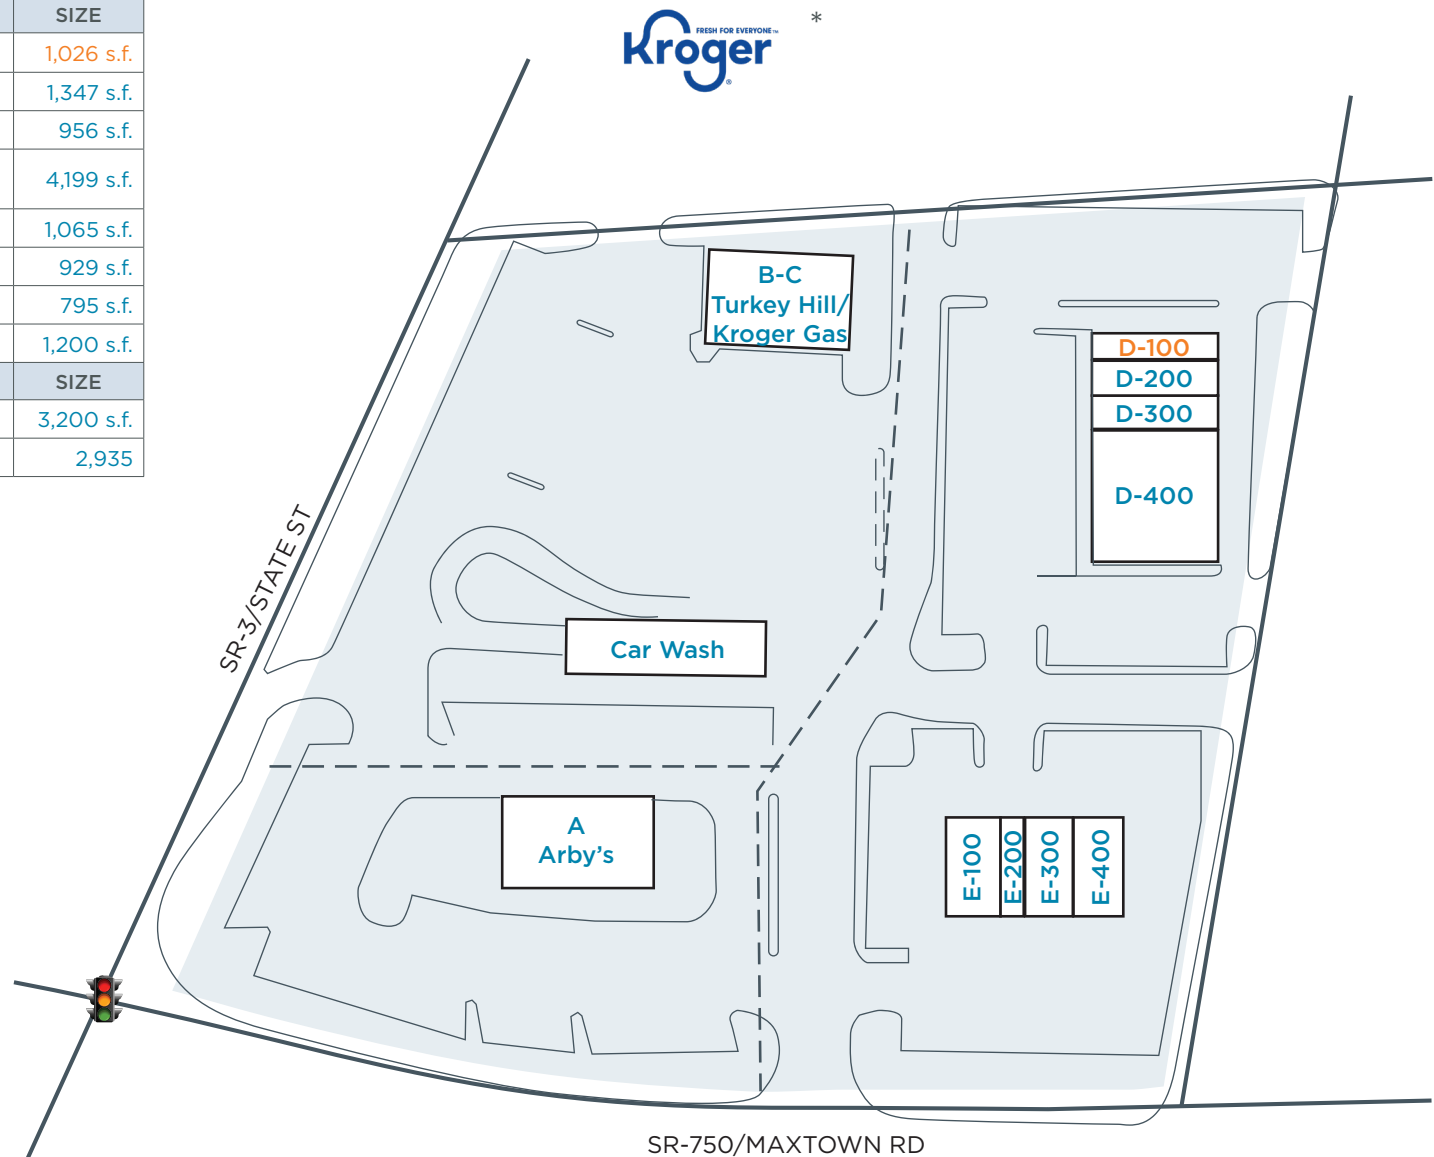 SIZE
1,026 s.f.
1,347 s.f.
956 s.f.
4,199 s.f.
1,065 s.f.
929 s.f.
795 s.f.
1,200 s.f.
SIZE
3,200 s.f.
2,935
FRESH FOR EVERYONE™
Kroger®
*
B-C
Turkey Hill/
Kroger Gas
D-100
D-200
D-300
D-400
SR-3/STATE ST
Car Wash
A
Arby's
E-100
E-200
E-300
E-400
SR-750/MAXTOWN RD